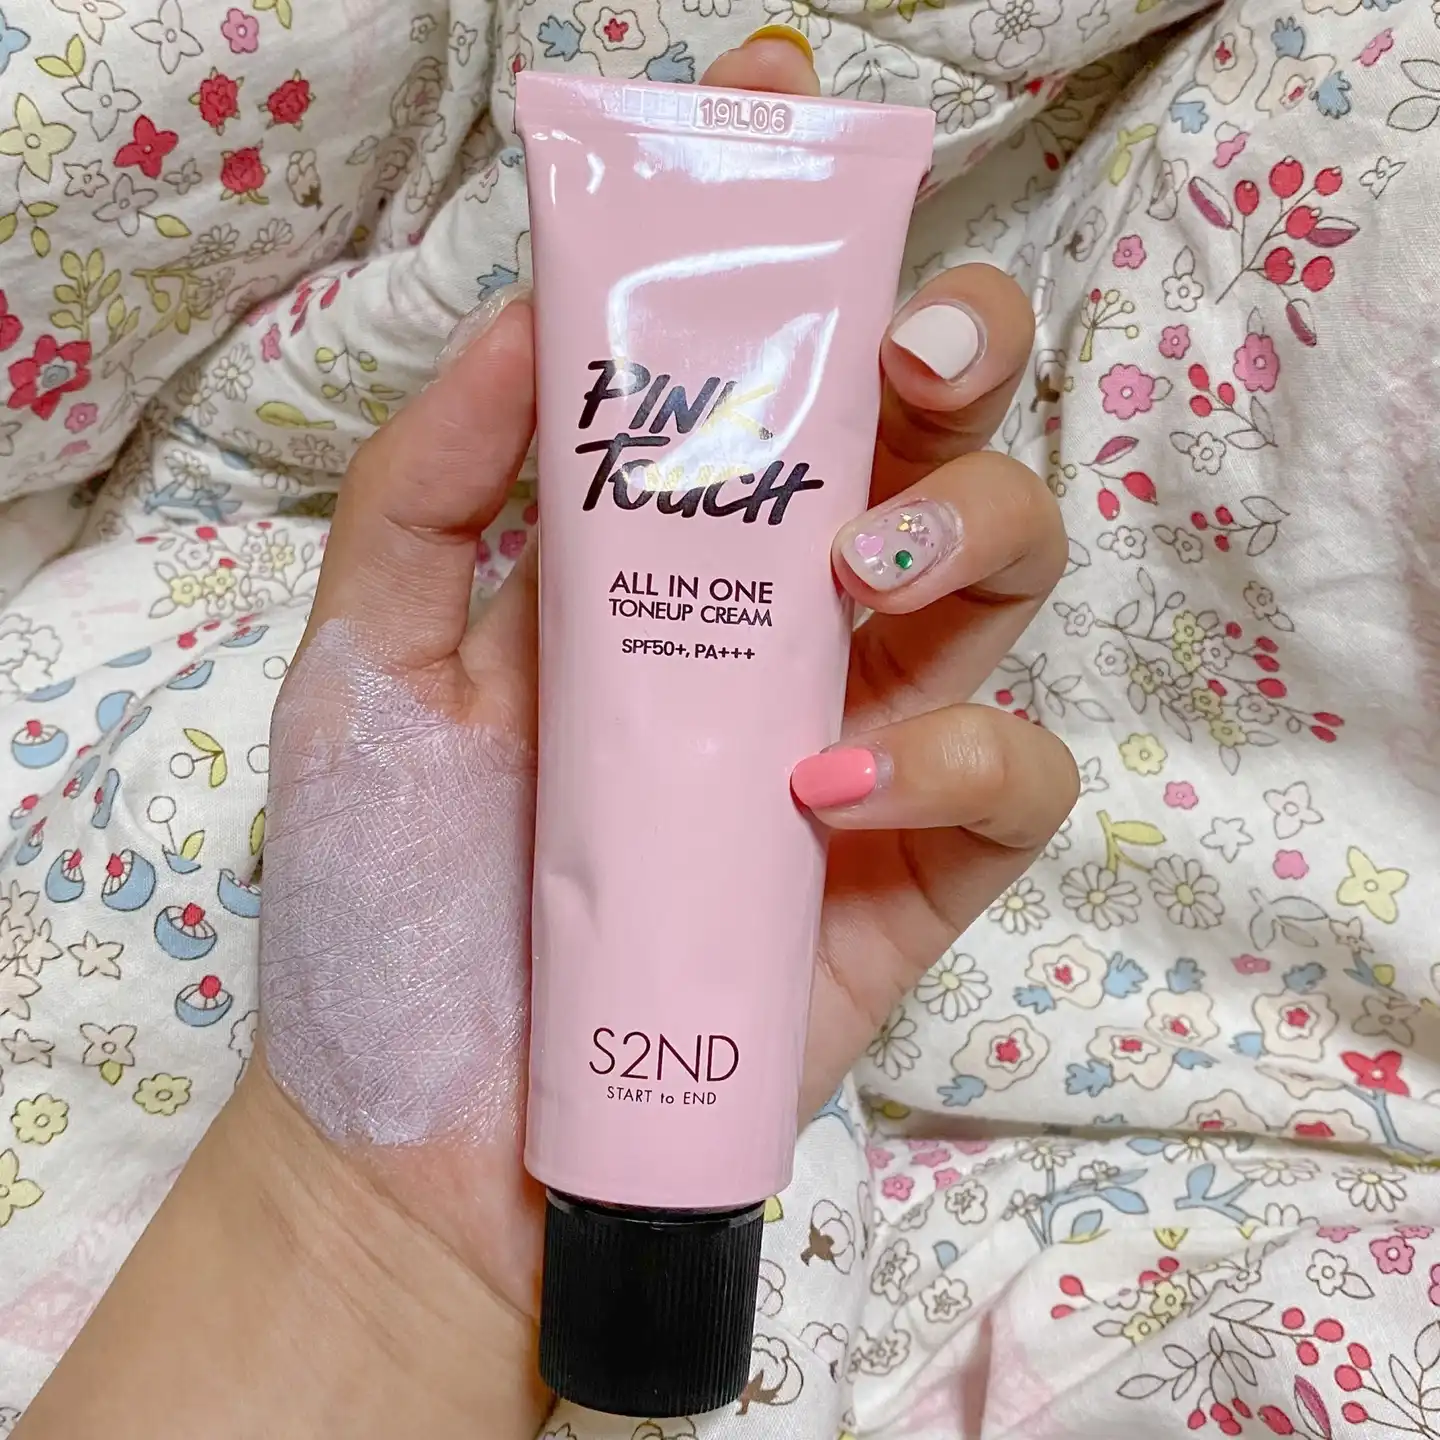 19L06
PINK
TOUCH
ALL IN ONE
TONEUP CREAM
SPF50+, PA+++
S2ND
START to END